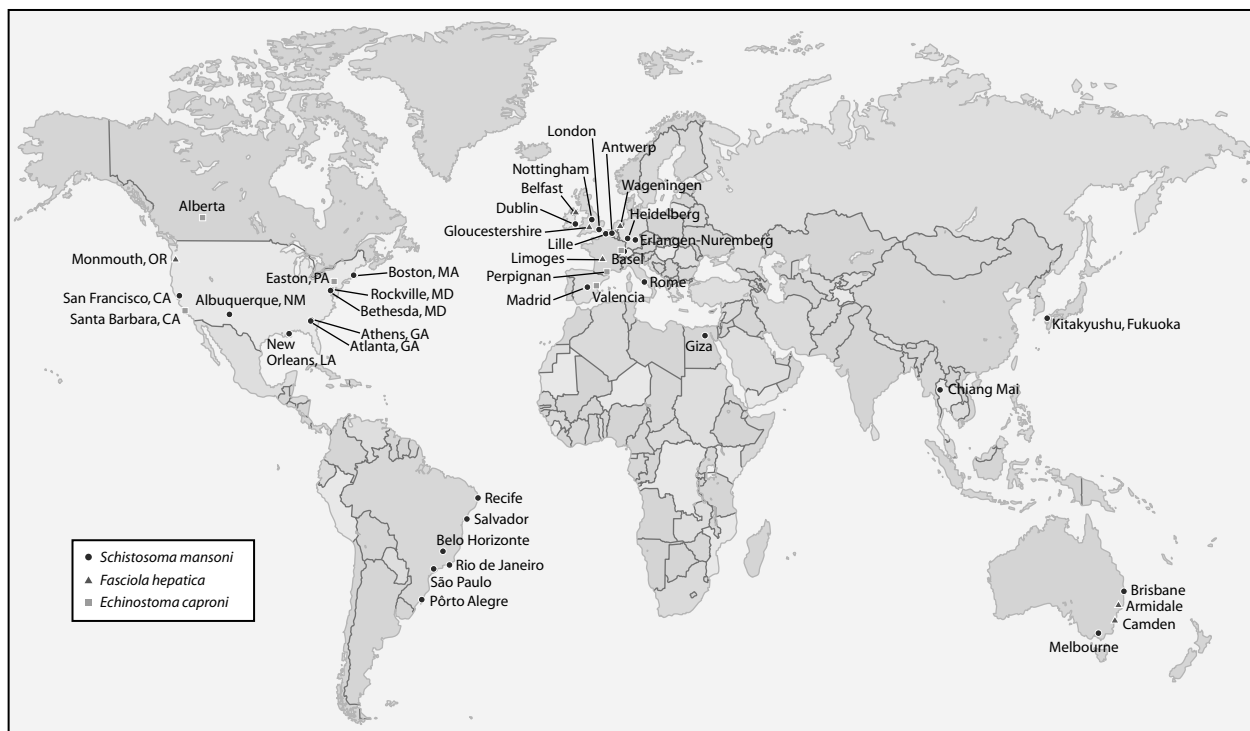 London
Antwerp
Nottingham
Belfast
Wageningen
Alberta
Dublin
Heidelberg
Gloucestershire
Erlangen-Nuremberg
Lille
Monmouth, OR
Limoges
Basel
Easton, PA
Boston, MA
Perpignan
Rome
San Francisco, CA
Albuquerque, NM
Rockville, MD
Madrid
Valencia
Santa Barbara, CA
Bethesda, MD
Kitakyushu, Fukuoka
Athens, GA
New
Orleans, LA
Atlanta, GA
Giza
Chiang Mai
Recife
Salvador
Belo Horizonte
Schistosoma mansoni
Rio de Janeiro
Fasciola hepatica
São Paulo
Echinostoma caproni
Pôrto Alegre
Brisbane
Armidale
Camden
Melbourne